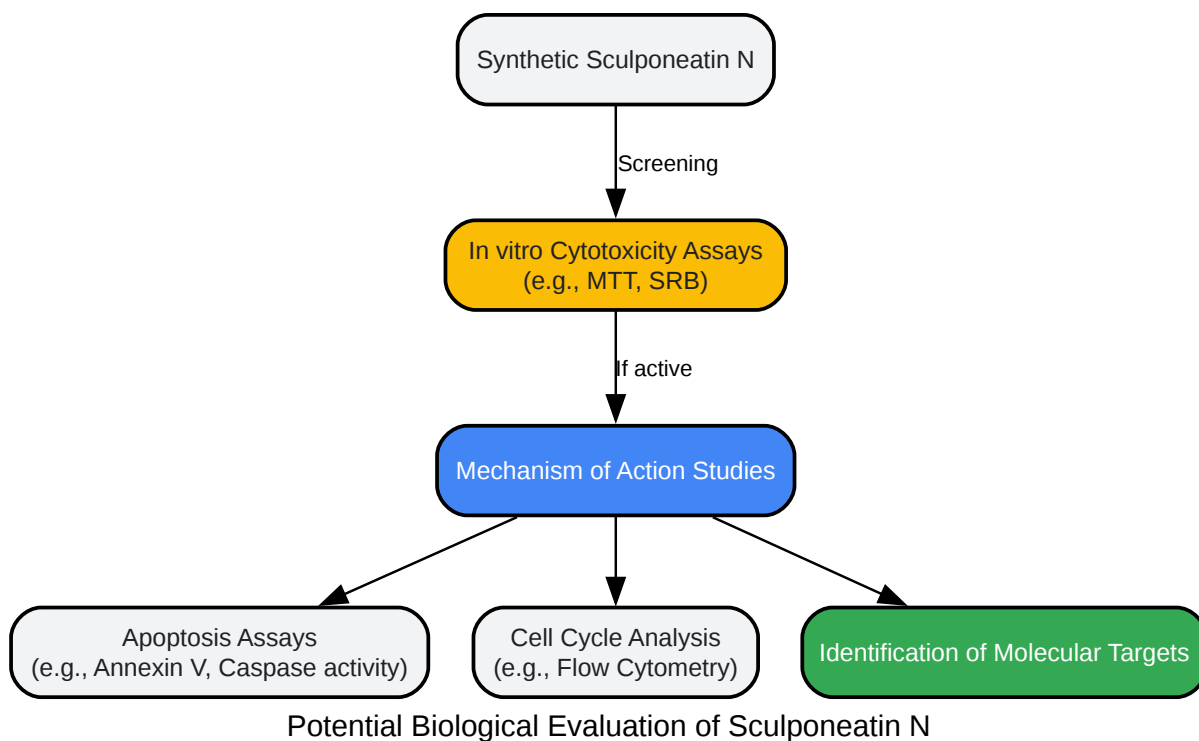 Synthetic Sculponeatin N
Screening
In vitro Cytotoxicity Assays
(e.g., MTT, SRB)
If active
Mechanism of Action Studies
Apoptosis Assays
(e.g., Annexin V, Caspase activity)
Cell Cycle Analysis
(e.g., Flow Cytometry)
Identification of Molecular Targets
Potential Biological Evaluation of Sculponeatin N